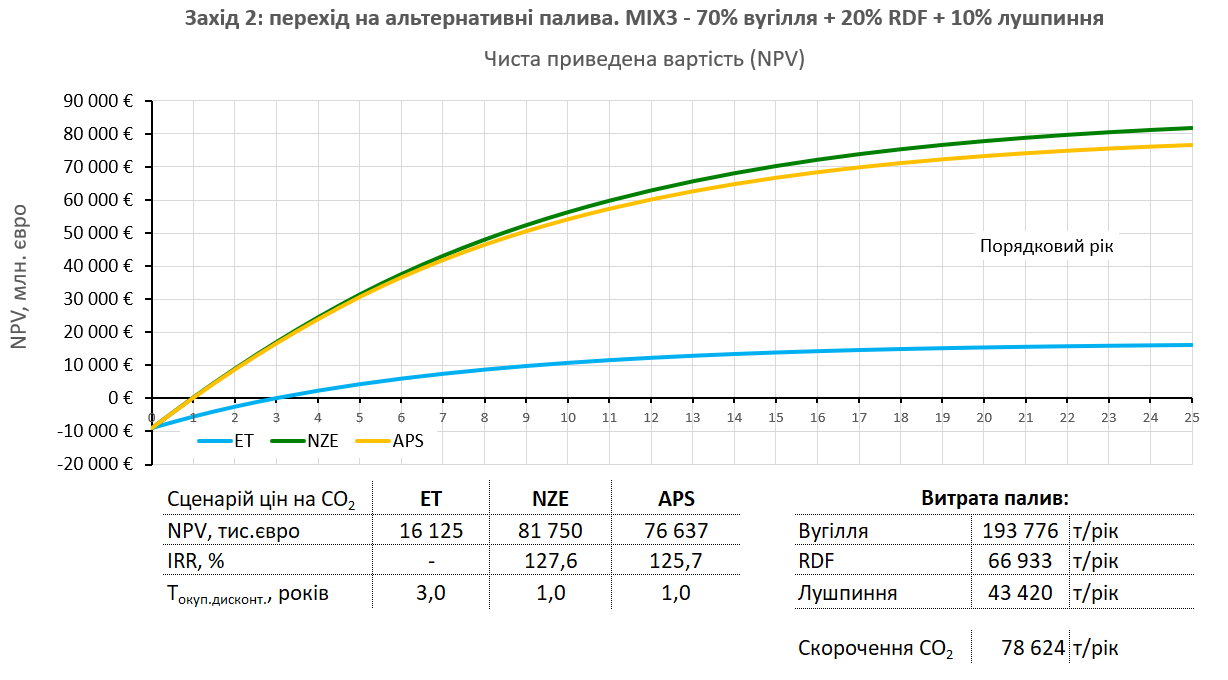 Захід 2: перехід на альтернативні палива. МІХ3 - 70% вугілля + 20% RDF + 10% лушпиння
Чиста приведена вартість (NPV)
NPV, млн. євро
90 000 €
80 000 €
70 000 €
60 000 €
50 000 €
40 000 €
30 000 €
20 000 €
10 000 €
0 €
-10 000 €
-20 000 €
Порядковий рік
0 1 2 3 4 5 6 7 8 9 10 11 12 13 14 15 16 17 18 19 20 21 22 23 24 25
ET NZE APS
Сценарій цін на CO2 ET NZE APS
NPV, тис.євро 16 125 81 750 76 637
IRR, % - 127,6 125,7
Токуп.дисконт., років 3,0 1,0 1,0
Витрата палив:
Вугілля 193 776 т/рік
RDF 66 933 т/рік
Лушпиння 43 420 т/рік
Скорочення CO2 78 624 т/рік